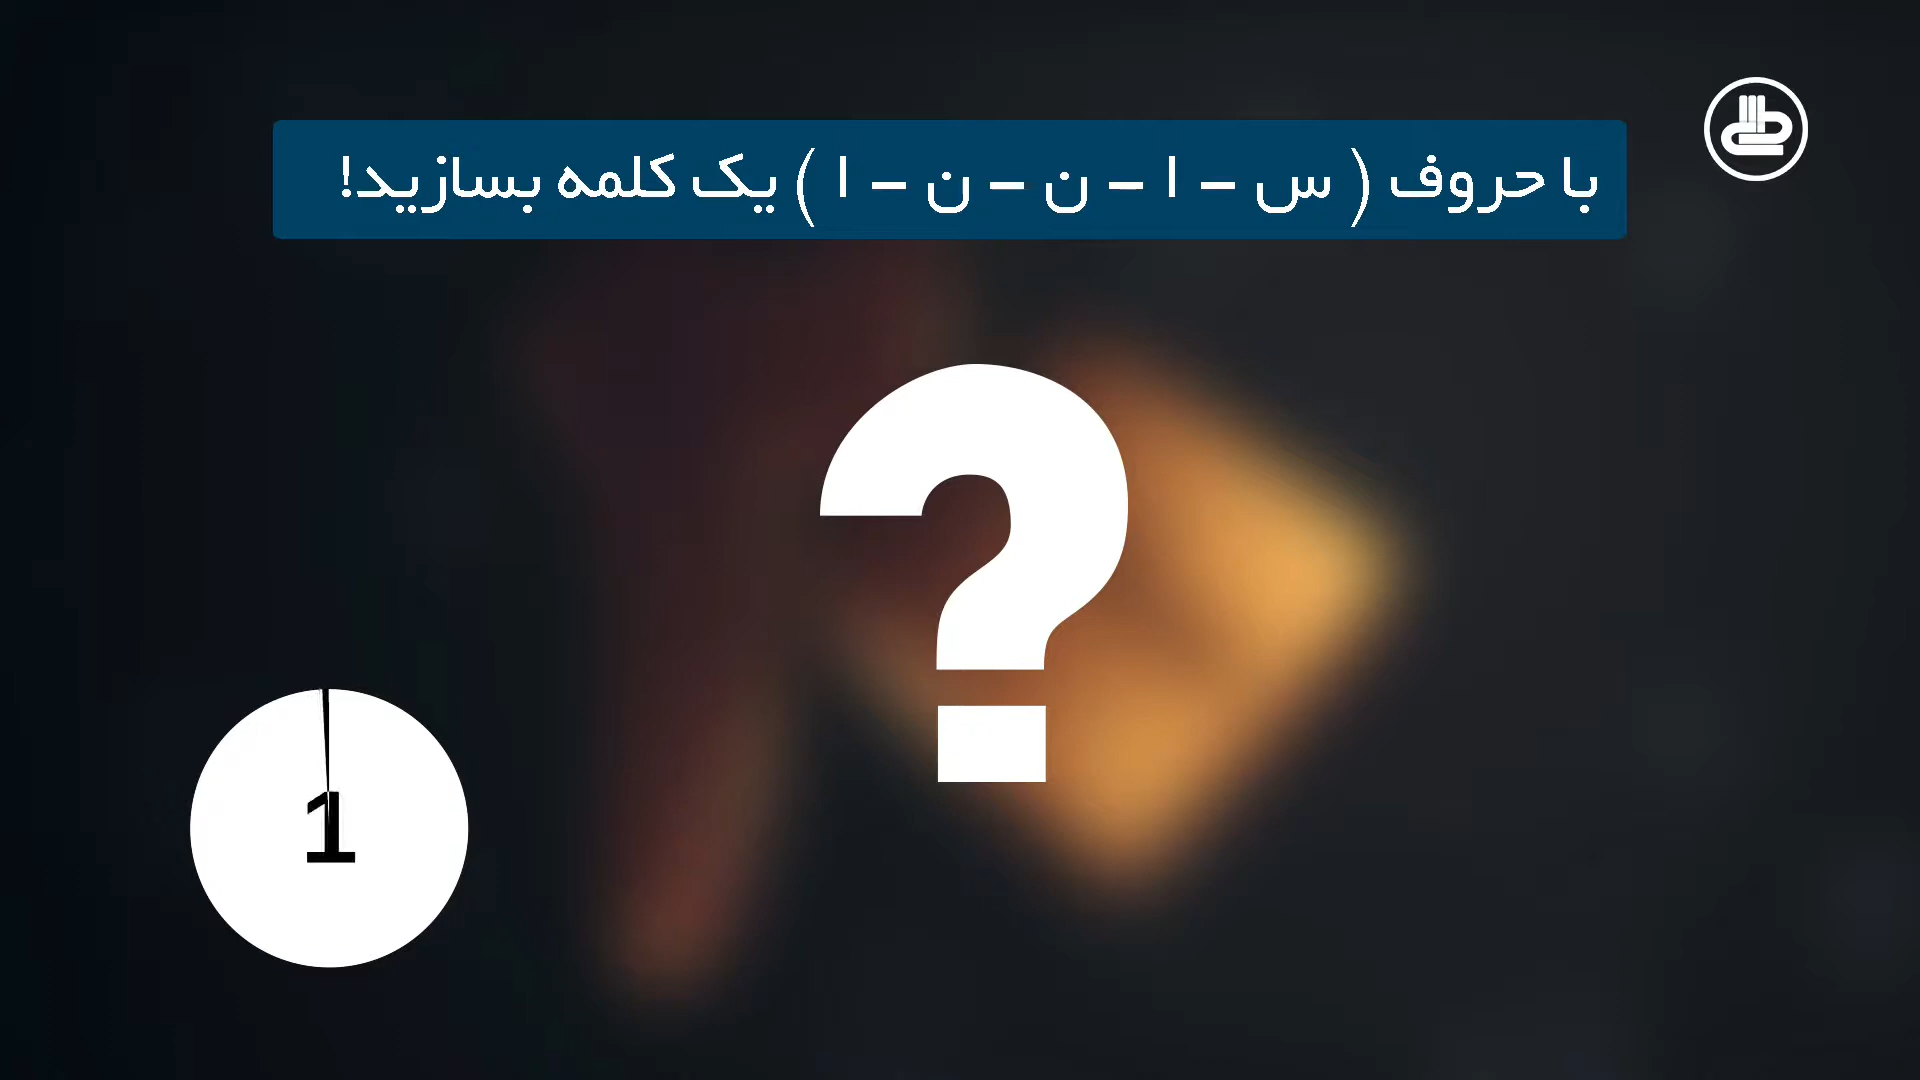 با حروف ( س – ا – ن – ن – ا ) یک کلمه بسازید!
?
1